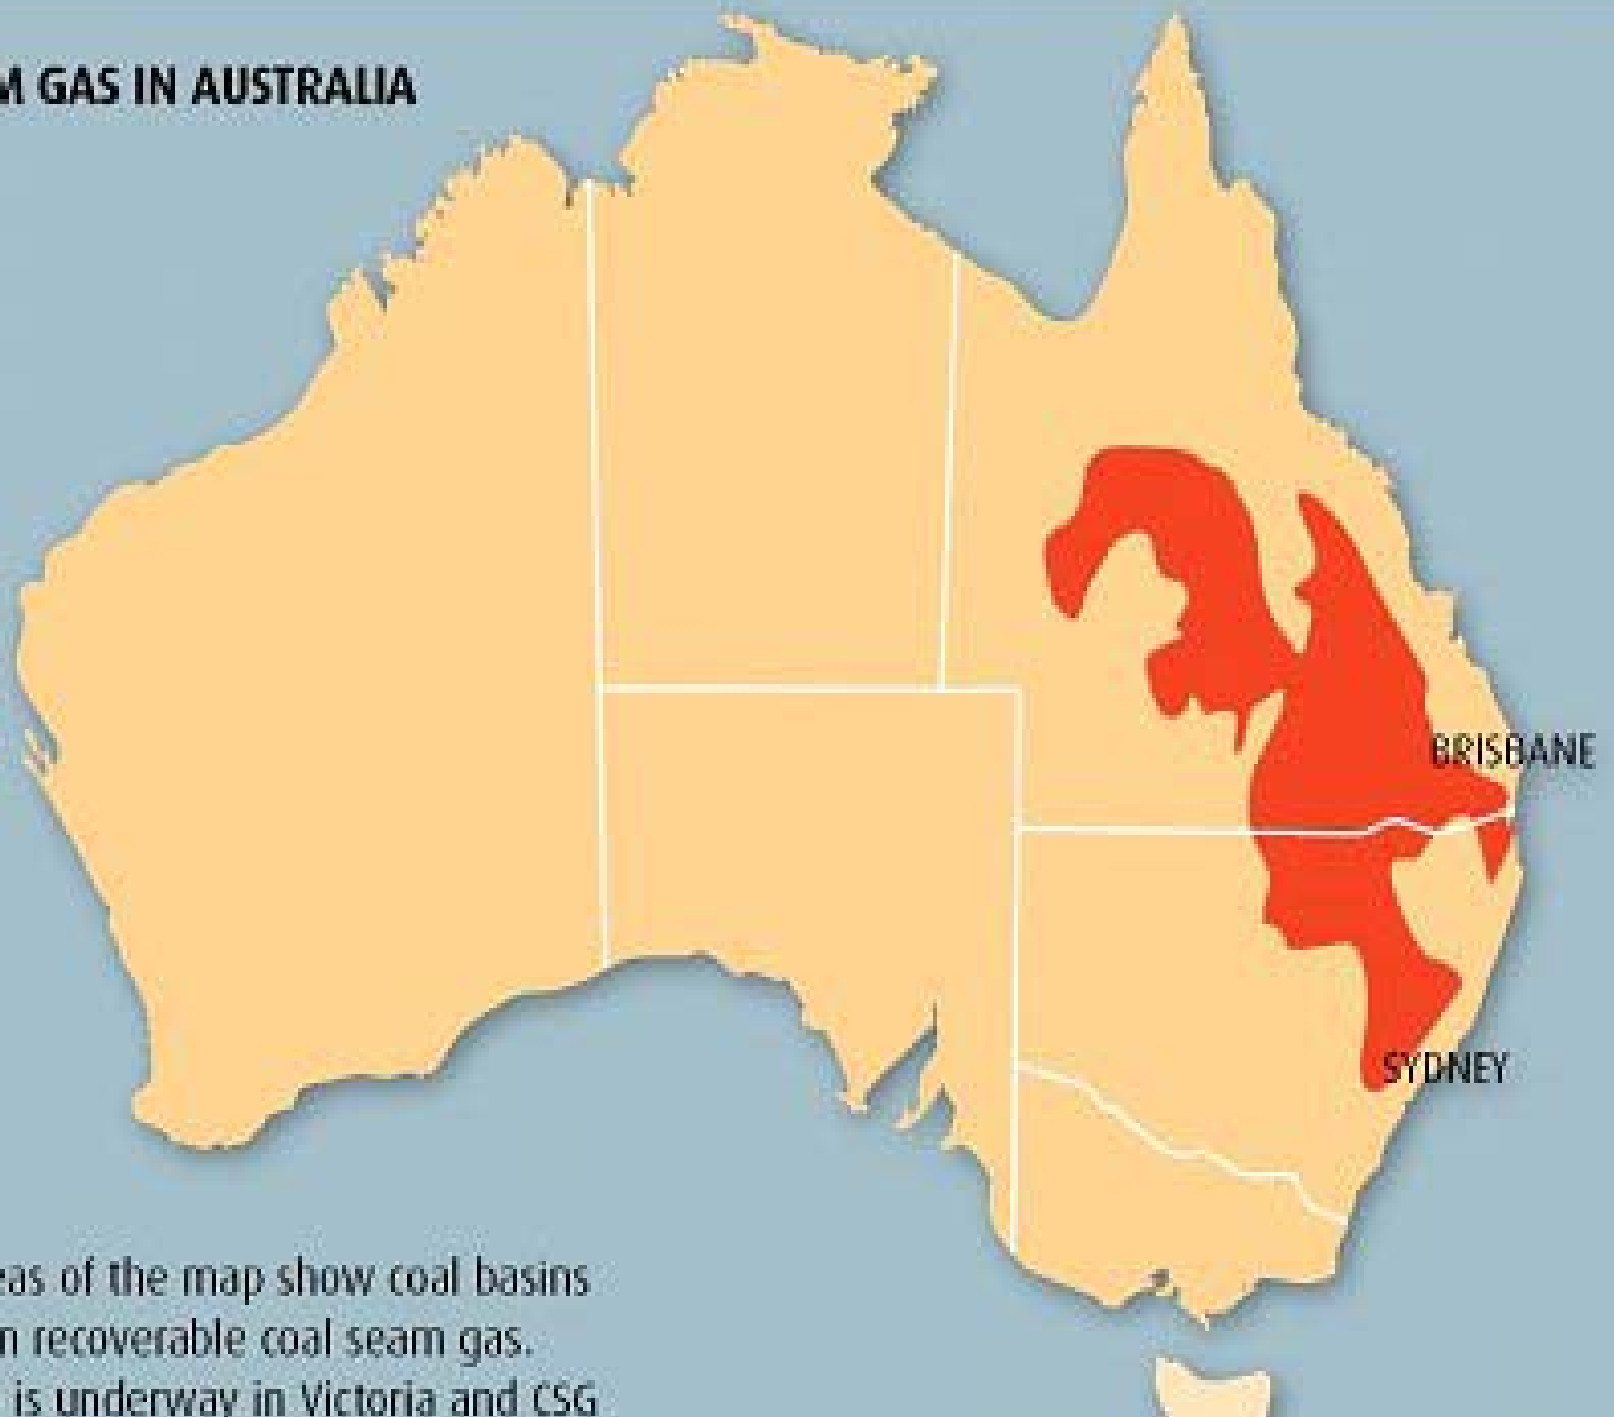 M GAS IN AUSTRALIA
BRISBANE
SYDNEY
eas of the map show coal basins
n recoverable coal seam gas.
is underway in Victoria and CSG